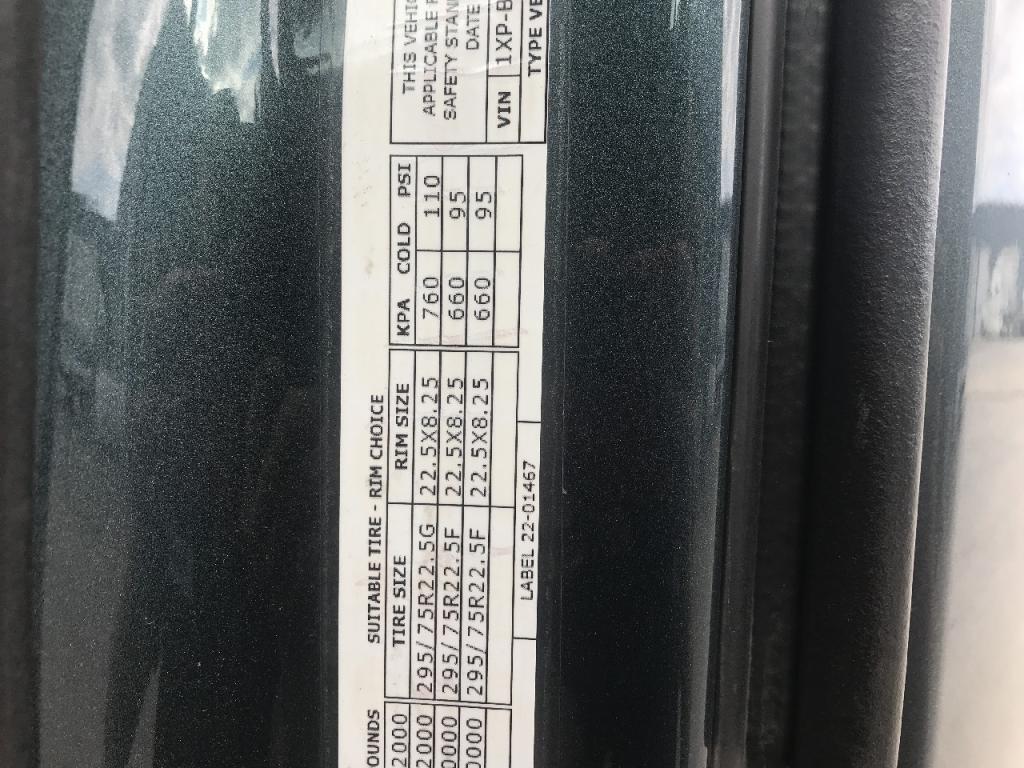 OUNDS SUITABLE TIRE - RIM CHOICE
2000 TIRE SIZE RIM SIZE KPA COLD PSI
2000 295/75R22.5G 22.5X8.25 760 110
0000 295/75R22.5F 22.5X8.25 660 95
0000 295/75R22.5F 22.5X8.25 660 95
LABEL 22-01467
THIS VEHIC
APPLICABLE F
SAFETY STAN
DATE
VIN 1XP-B
TYPE VE